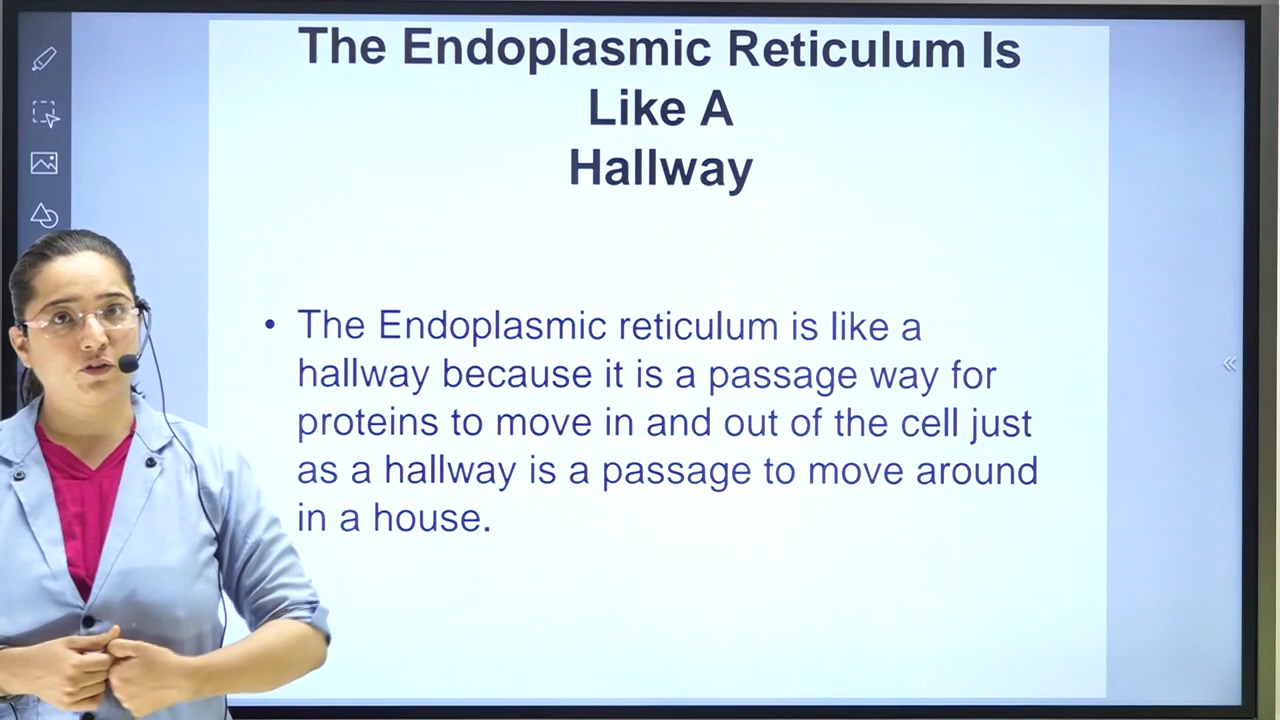 The Endoplasmic Reticulum Is
Like A
Hallway
• The Endoplasmic reticulum is like a
hallway because it is a passage way for
proteins to move in and out of the cell just
as a hallway is a passage to move around
in a house.